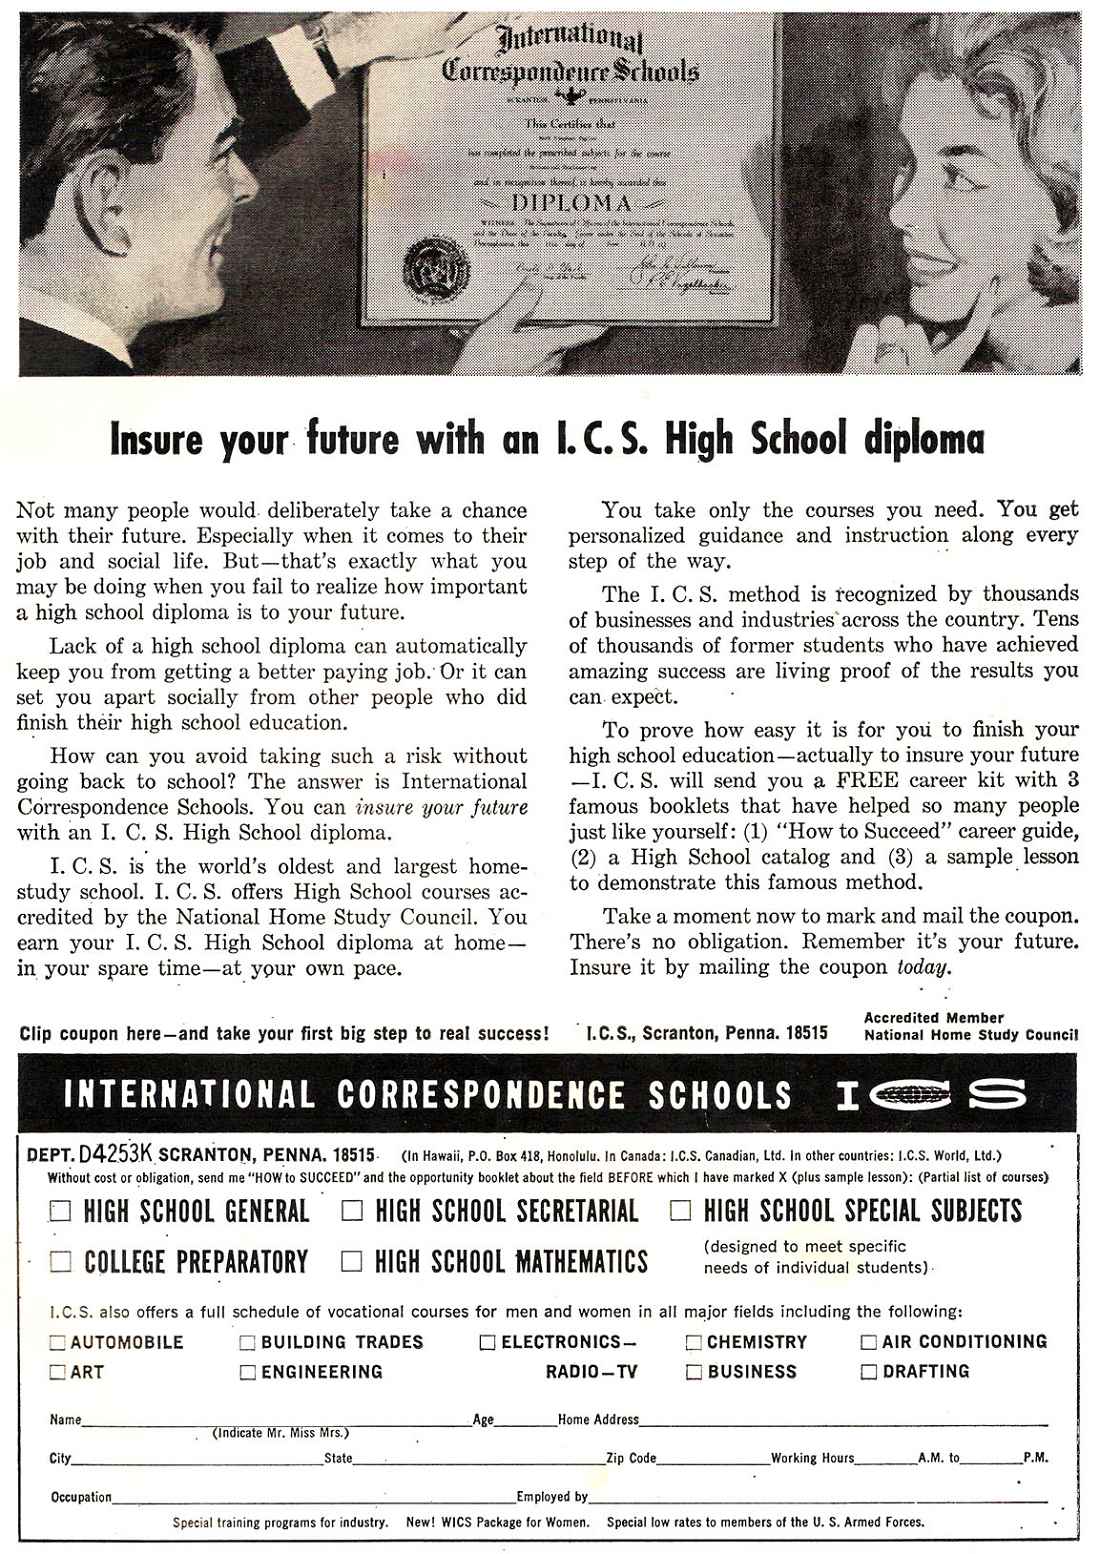 International
Correspondence Schools
SCRANTON, PENNSYLVANIA
This Certifies that
has completed the prescribed subjects for the course
and in recognition thereof, is hereby awarded this
DIPLOMA
Insure your future with an I. C. S. High School diploma
Not many people would deliberately take a chance
with their future. Especially when it comes to their
job and social life. But—that's exactly what you
may be doing when you fail to realize how important
a high school diploma is to your future.
Lack of a high school diploma can automatically
keep you from getting a better paying job. Or it can
set you apart socially from other people who did
finish their high school education.
How can you avoid taking such a risk without
going back to school? The answer is International
Correspondence Schools. You can insure your future
with an I. C. S. High School diploma.
I. C. S. is the world's oldest and largest home-
study school. I. C. S. offers High School courses ac-
credited by the National Home Study Council. You
earn your I. C. S. High School diploma at home—
in your spare time—at your own pace.
You take only the courses you need. You get
personalized guidance and instruction along every
step of the way.
The I. C. S. method is recognized by thousands
of businesses and industries across the country. Tens
of thousands of former students who have achieved
amazing success are living proof of the results you
can expect.
To prove how easy it is for you to finish your
high school education—actually to insure your future
—I. C. S. will send you a FREE career kit with 3
famous booklets that have helped so many people
just like yourself: (1) "How to Succeed" career guide,
(2) a High School catalog and (3) a sample lesson
to demonstrate this famous method.
Take a moment now to mark and mail the coupon.
There's no obligation. Remember it's your future.
Insure it by mailing the coupon today.
Clip coupon here—and take your first big step to real success! I.C.S., Scranton, Penna. 18515
Accredited Member
National Home Study Council
INTERNATIONAL CORRESPONDENCE SCHOOLS ICS
DEPT. D4253K SCRANTON, PENNA. 18515 (In Hawaii, P.O. Box 418, Honolulu. In Canada: I.C.S. Canadian, Ltd. In other countries: I.C.S. World, Ltd.)
Without cost or obligation, send me "HOW to SUCCEED" and the opportunity booklet about the field BEFORE which I have marked X (plus sample lesson): (Partial list of courses)
HIGH SCHOOL GENERAL HIGH SCHOOL SECRETARIAL HIGH SCHOOL SPECIAL SUBJECTS
COLLEGE PREPARATORY HIGH SCHOOL MATHEMATICS
(designed to meet specific
needs of individual students)
I.C.S. also offers a full schedule of vocational courses for men and women in all major fields including the following:
AUTOMOBILE BUILDING TRADES ELECTRONICS— CHEMISTRY AIR CONDITIONING
ART ENGINEERING RADIO—TV BUSINESS DRAFTING
Name Age Home Address
(Indicate Mr. Miss Mrs.)
City State Zip Code Working Hours A.M. to P.M.
Occupation Employed by
Special training programs for industry. New! WICS Package for Women. Special low rates to members of the U. S. Armed Forces.